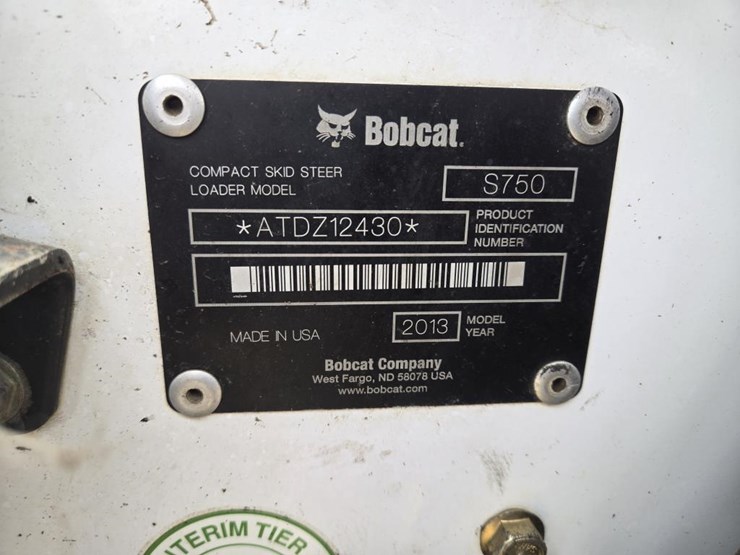 Bobcat.
COMPACT SKID STEER
LOADER MODEL
S750
*ATDZ12430*
PRODUCT
IDENTIFICATION
NUMBER
MADE IN USA
2013
MODEL
YEAR
Bobcat Company
West Fargo, ND 58078 USA
www.bobcat.com
TERIM TIER